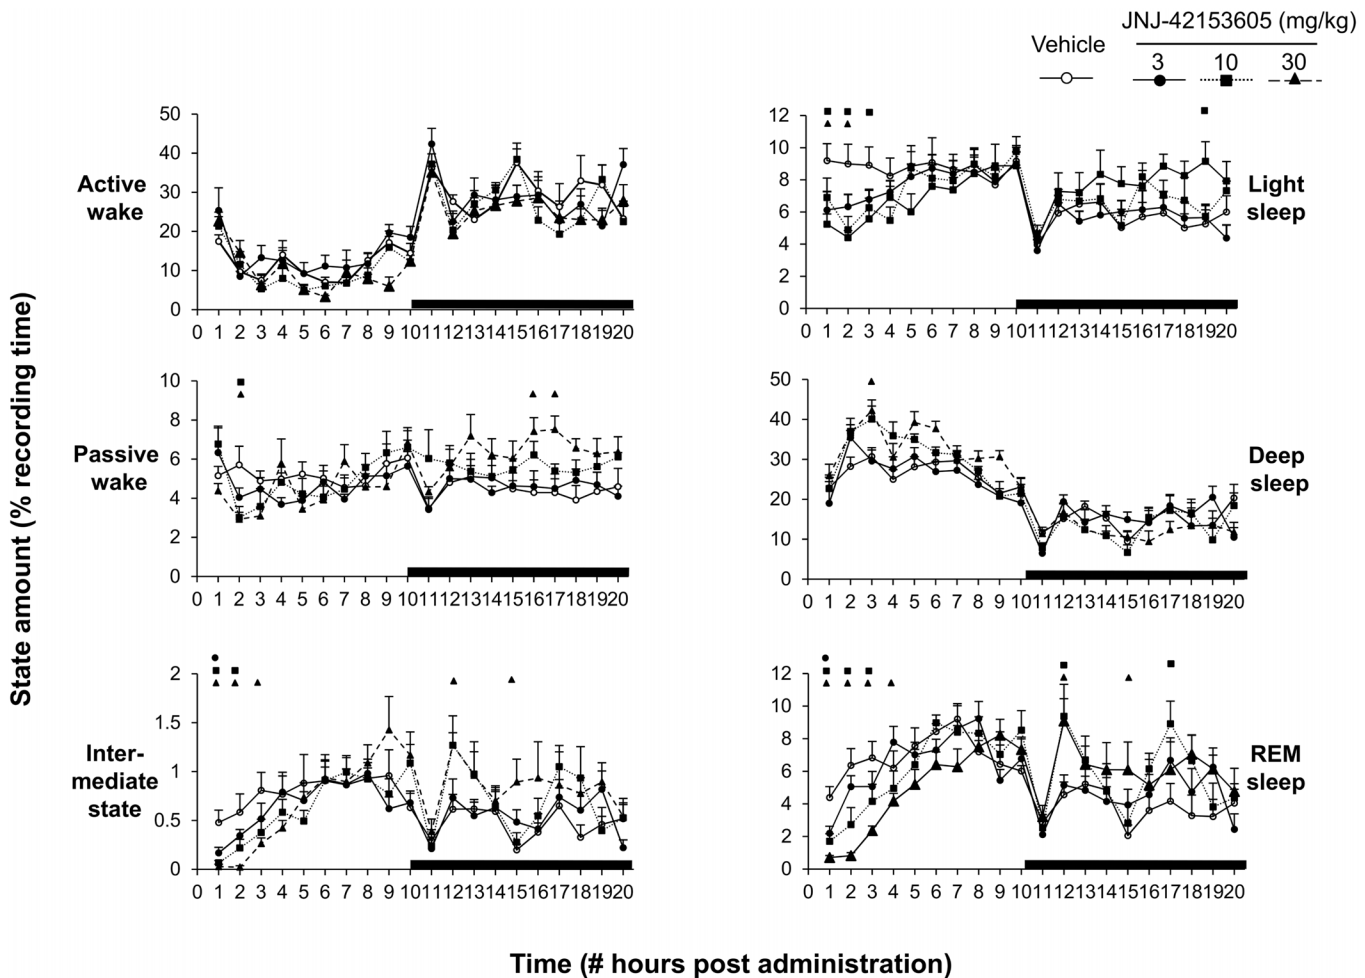 JNJ-42153605 (mg/kg)
Vehicle
3 10 30
State amount (% recording time)
Active
wake
50
40
30
20
10
0
0 1 2 3 4 5 6 7 8 9 10 11 12 13 14 15 16 17 18 19 20
Light
sleep
12
10
8
6
4
2
0
0 1 2 3 4 5 6 7 8 9 10 11 12 13 14 15 16 17 18 19 20
Passive
wake
10
8
6
4
2
0
0 1 2 3 4 5 6 7 8 9 10 11 12 13 14 15 16 17 18 19 20
Deep
sleep
50
40
30
20
10
0
0 1 2 3 4 5 6 7 8 9 10 11 12 13 14 15 16 17 18 19 20
Inter-
mediate
state
2
1.5
1
0.5
0
0 1 2 3 4 5 6 7 8 9 10 11 12 13 14 15 16 17 18 19 20
REM
sleep
12
10
8
6
4
2
0
0 1 2 3 4 5 6 7 8 9 10 11 12 13 14 15 16 17 18 19 20
Time (# hours post administration)